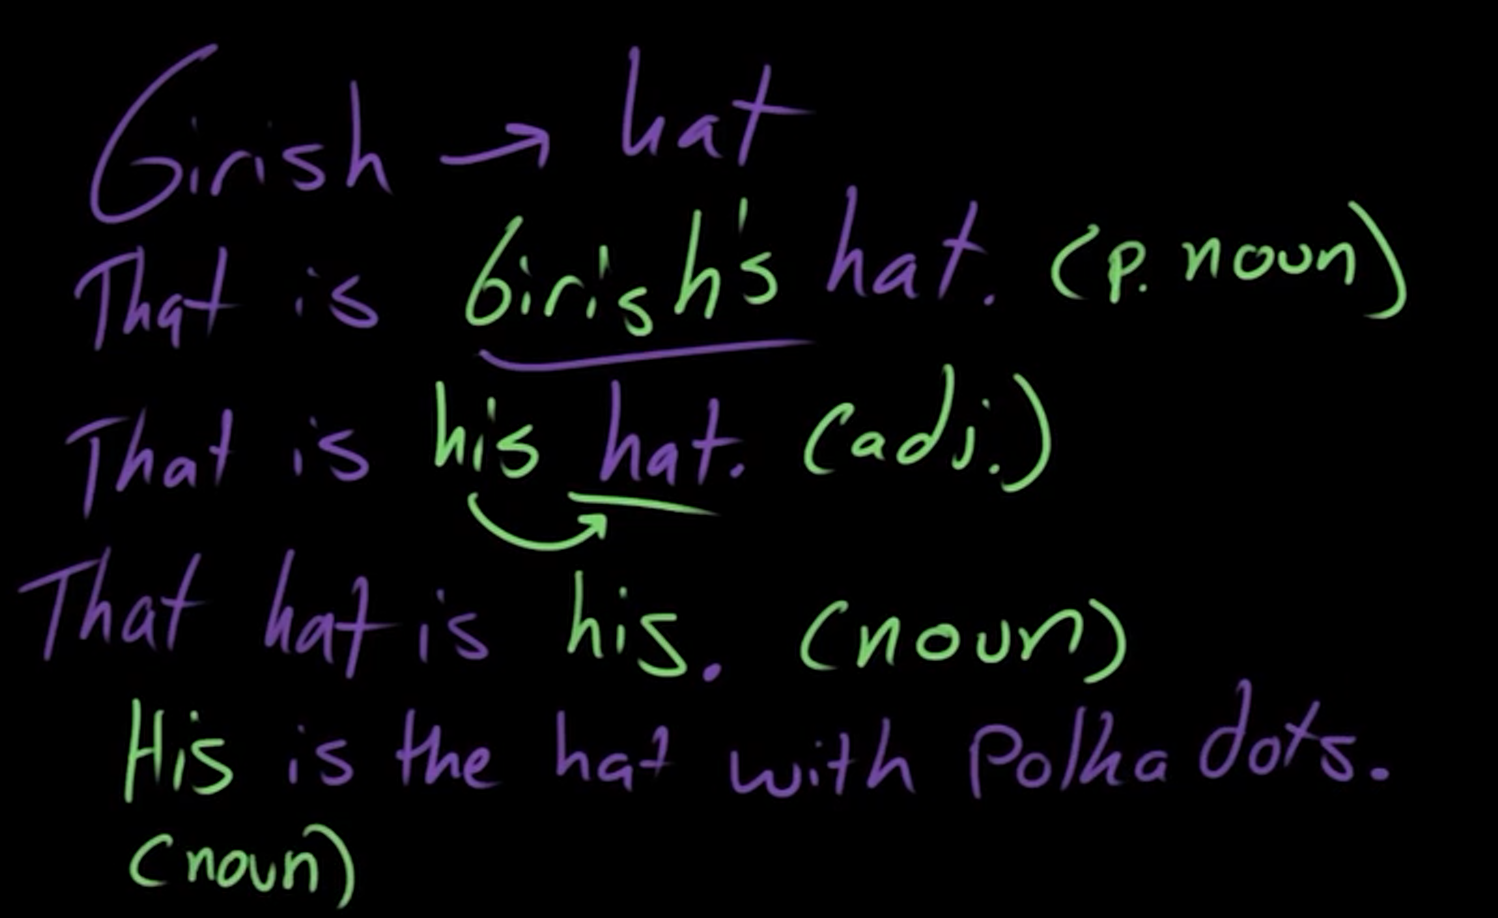 Girish → hat
That is Girish's hat. (p. noun)
That is his hat. (adj.)
That hat is his. (noun)
His is the hat with Polka dots.
(noun)